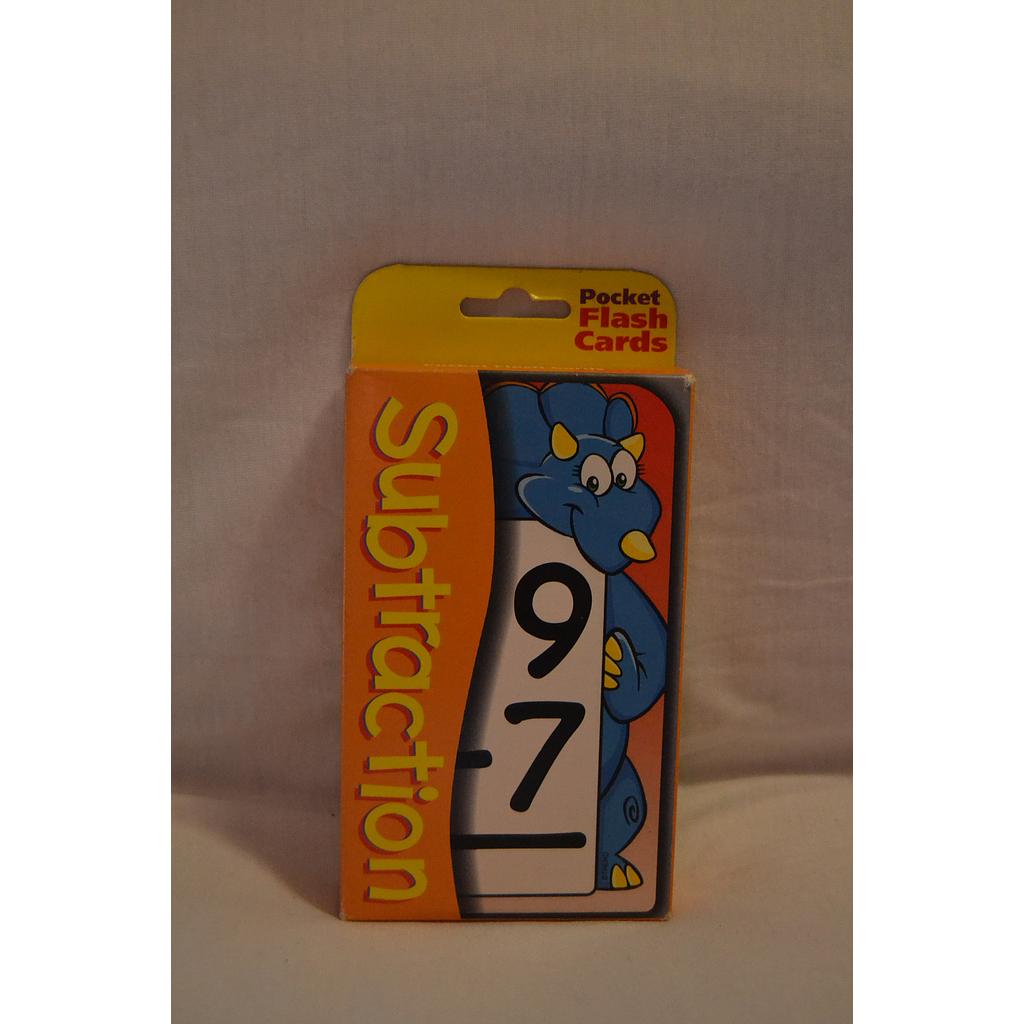 Pocket
Flash
Cards
Subtraction
9
- 7